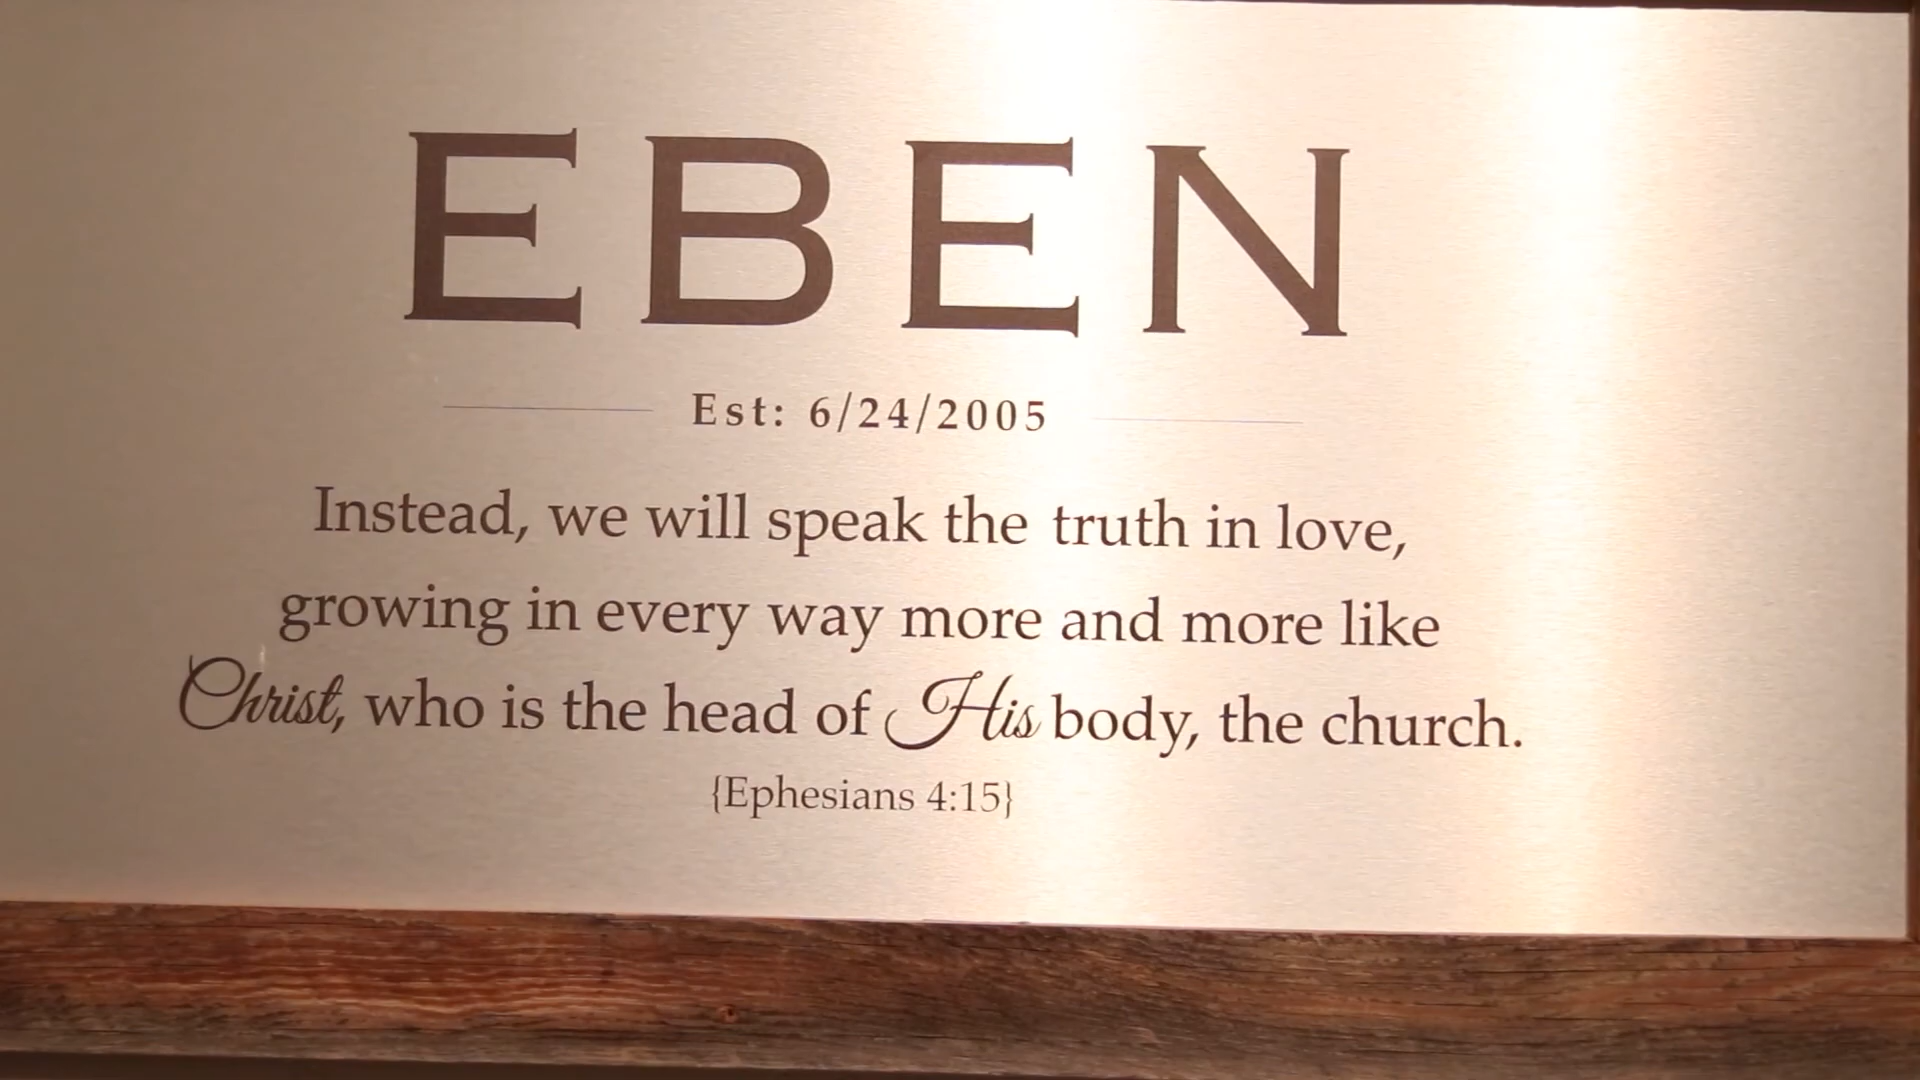 EBEN
Est: 6/24/2005
Instead, we will speak the truth in love,
growing in every way more and more like
Christ, who is the head of His body, the church.
{Ephesians 4:15}